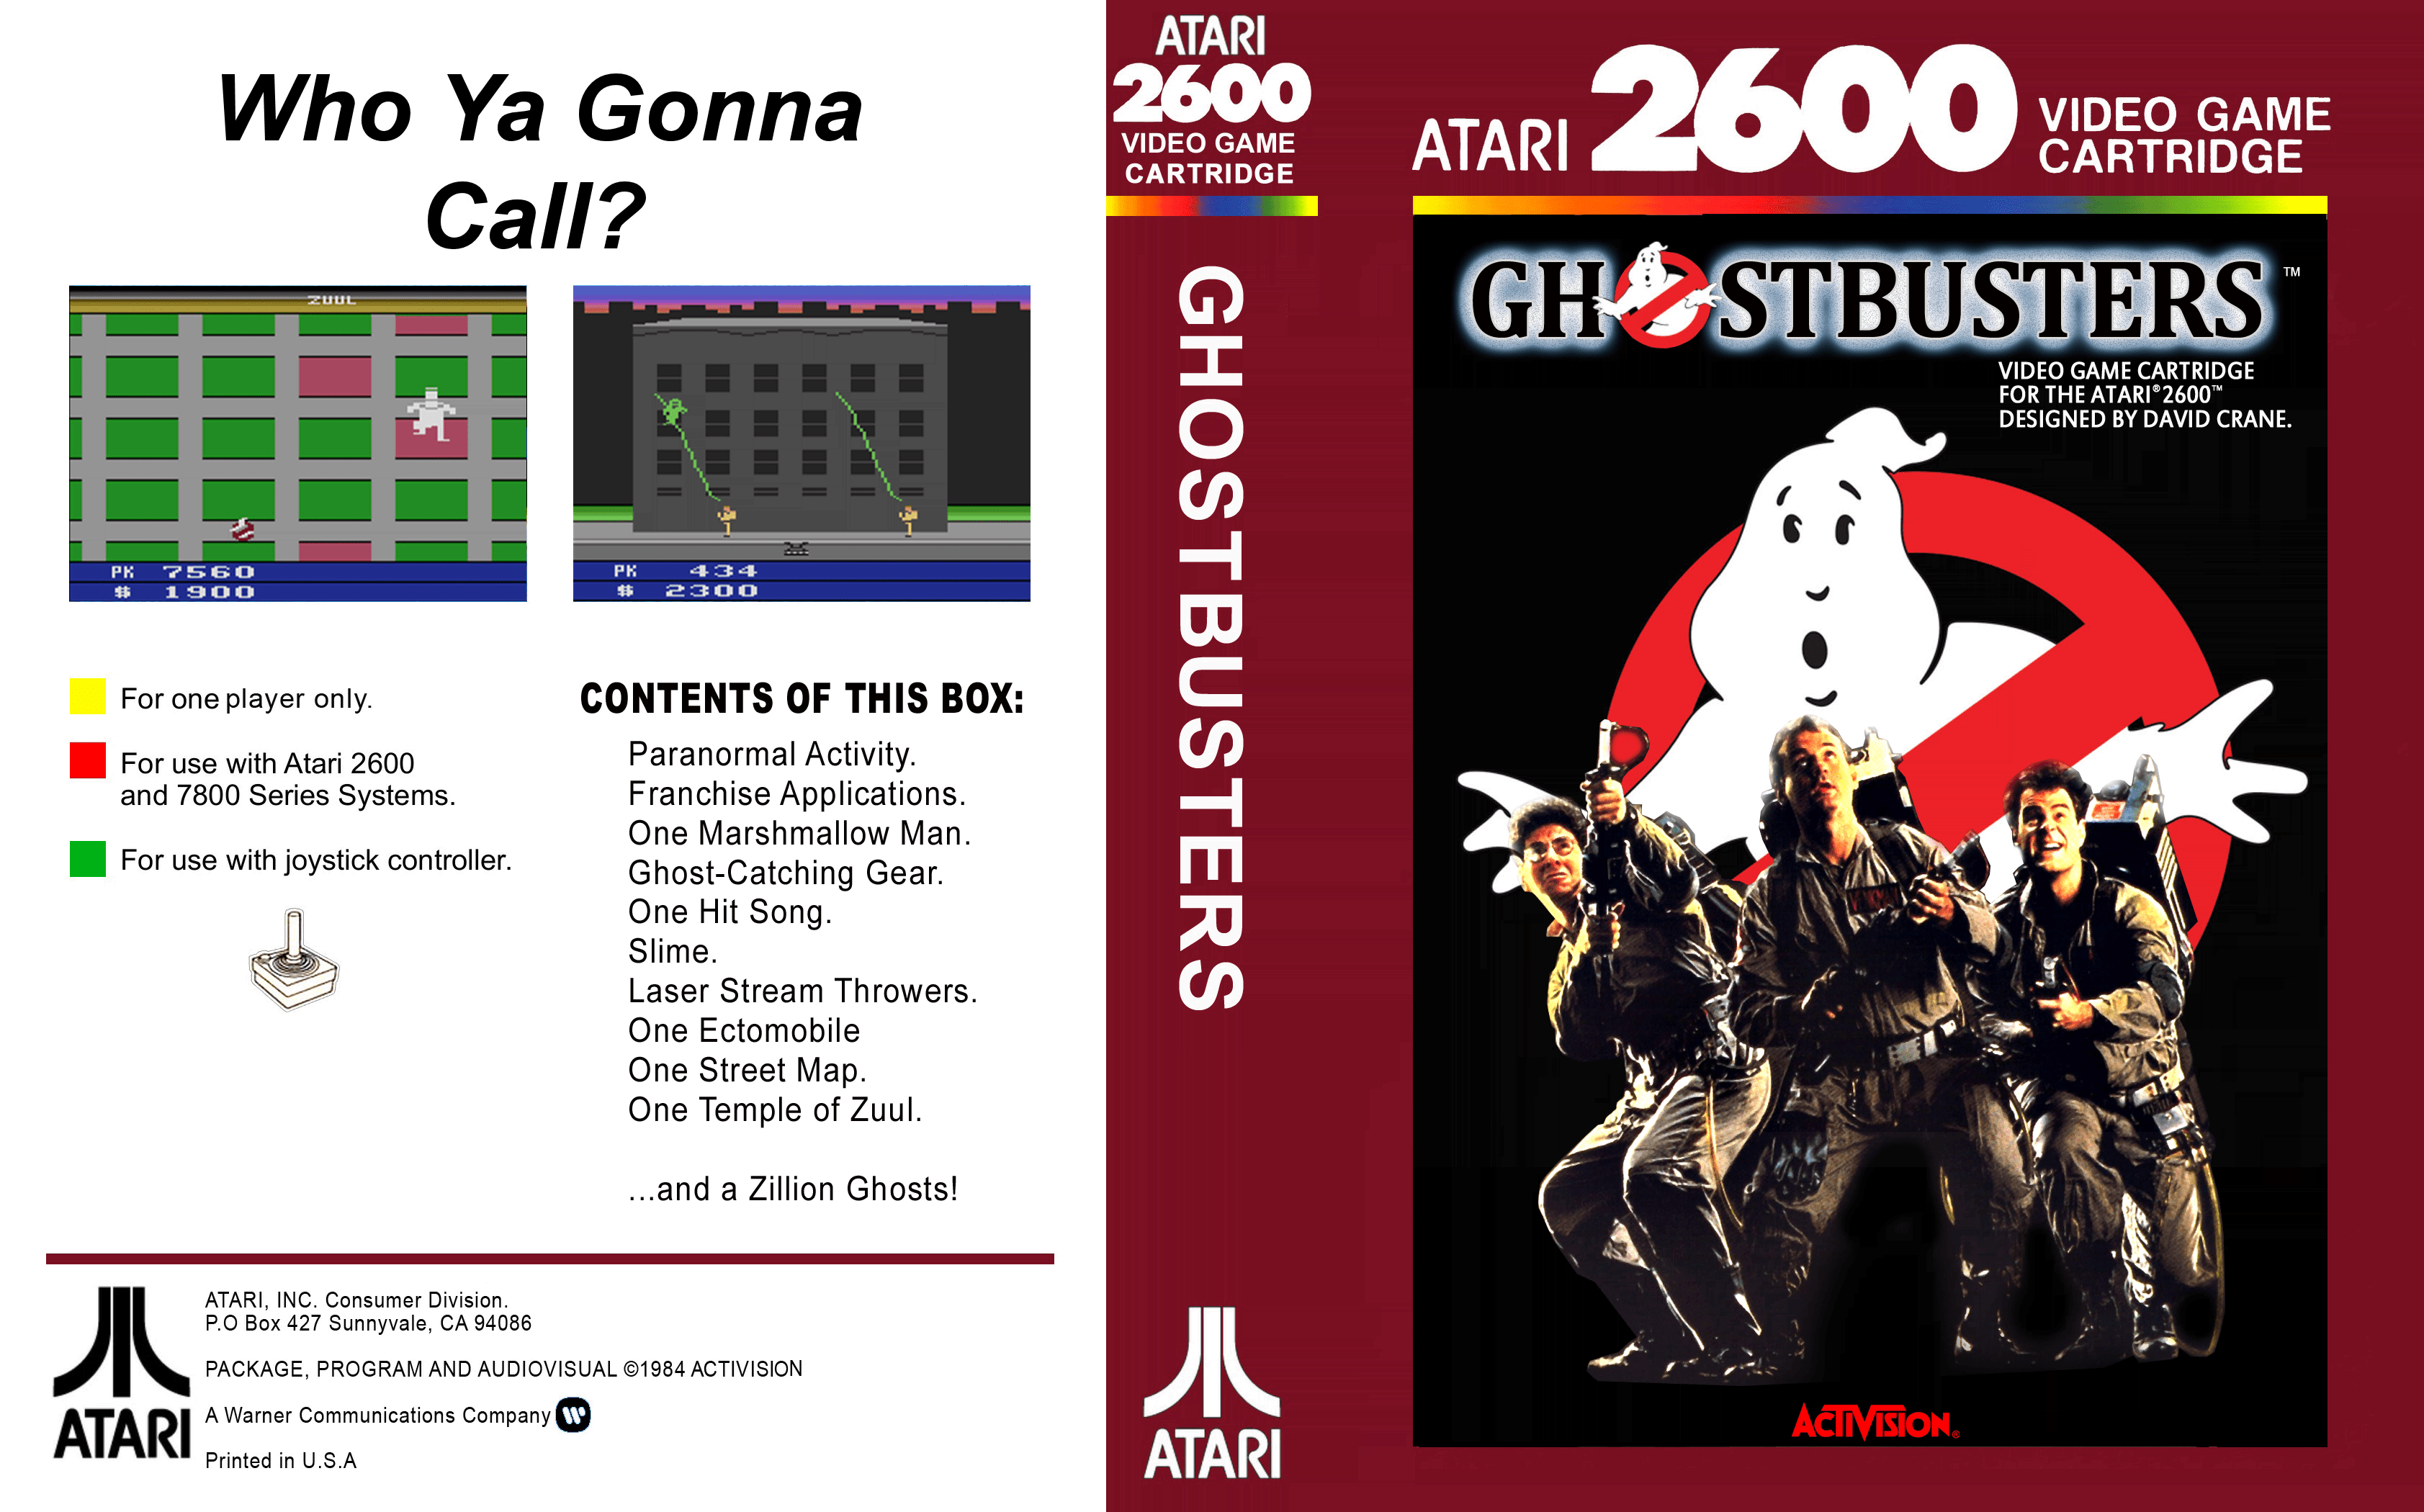 Who Ya Gonna
Call?
ZUUL
PK 7560
$ 1900
PK 434
$ 2300
For one player only.
For use with Atari 2600
and 7800 Series Systems.
For use with joystick controller.
CONTENTS OF THIS BOX:
Paranormal Activity.
Franchise Applications.
One Marshmallow Man.
Ghost-Catching Gear.
One Hit Song.
Slime.
Laser Stream Throwers.
One Ectomobile
One Street Map.
One Temple of Zuul.
...and a Zillion Ghosts!
ATARI
ATARI, INC. Consumer Division.
P.O Box 427 Sunnyvale, CA 94086
PACKAGE, PROGRAM AND AUDIOVISUAL ©1984 ACTIVISION
A Warner Communications Company
Printed in U.S.A
ATARI
2600
VIDEO GAME
CARTRIDGE
GHOSTBUSTERS
ATARI
ATARI 2600 VIDEO GAME
CARTRIDGE
GHOSTBUSTERS™
VIDEO GAME CARTRIDGE
FOR THE ATARI® 2600™
DESIGNED BY DAVID CRANE.
ACTIVISION®